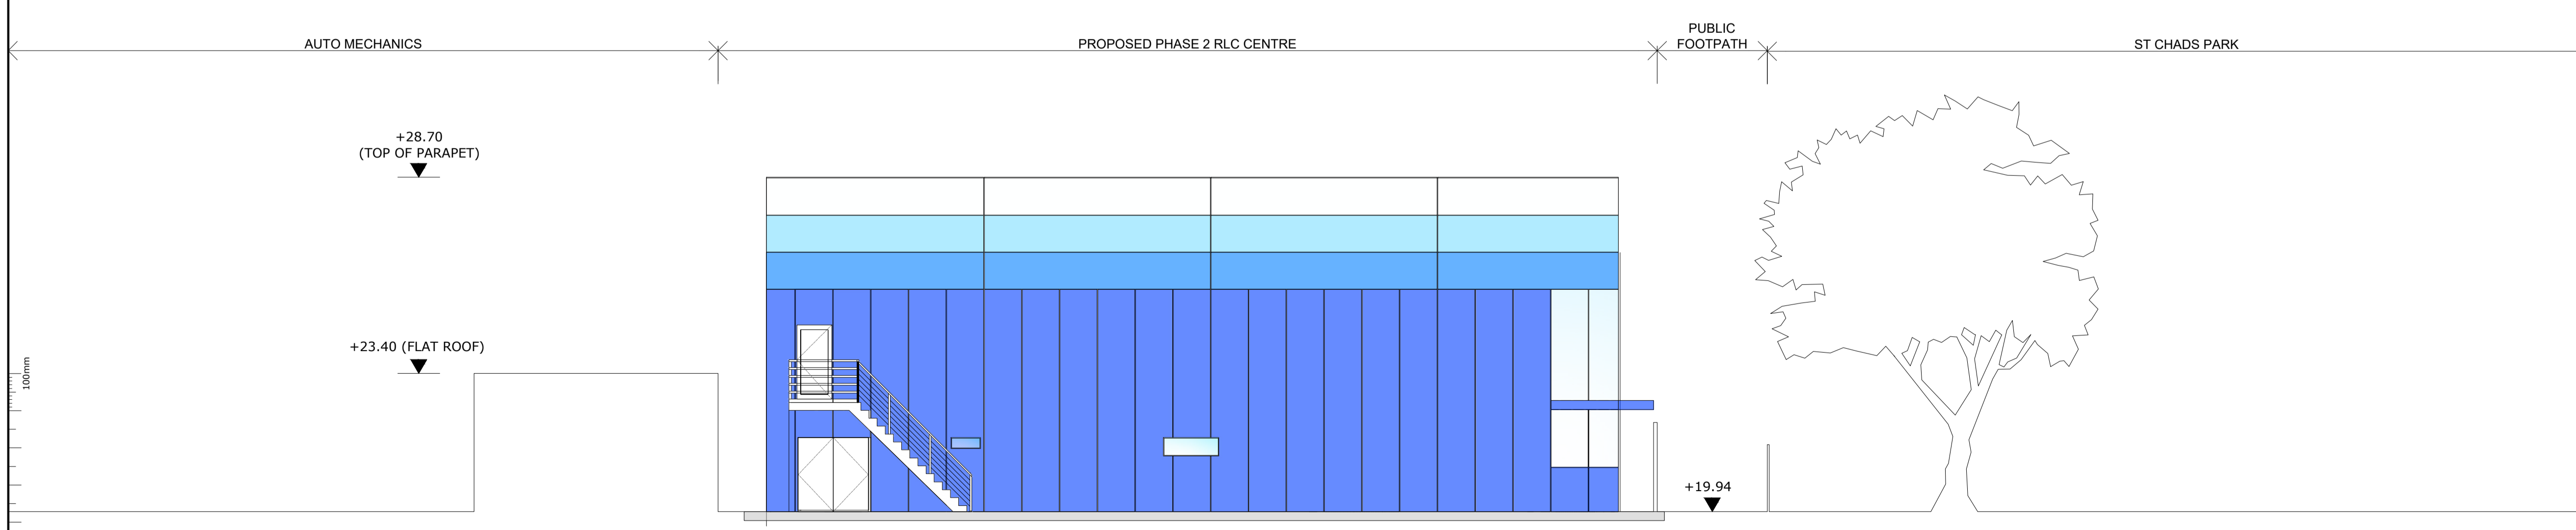 AUTO MECHANICS
PROPOSED PHASE 2 RLC CENTRE
PUBLIC
FOOTPATH
ST CHADS PARK
+28.70
(TOP OF PARAPET)
+23.40 (FLAT ROOF)
100mm
+19.94